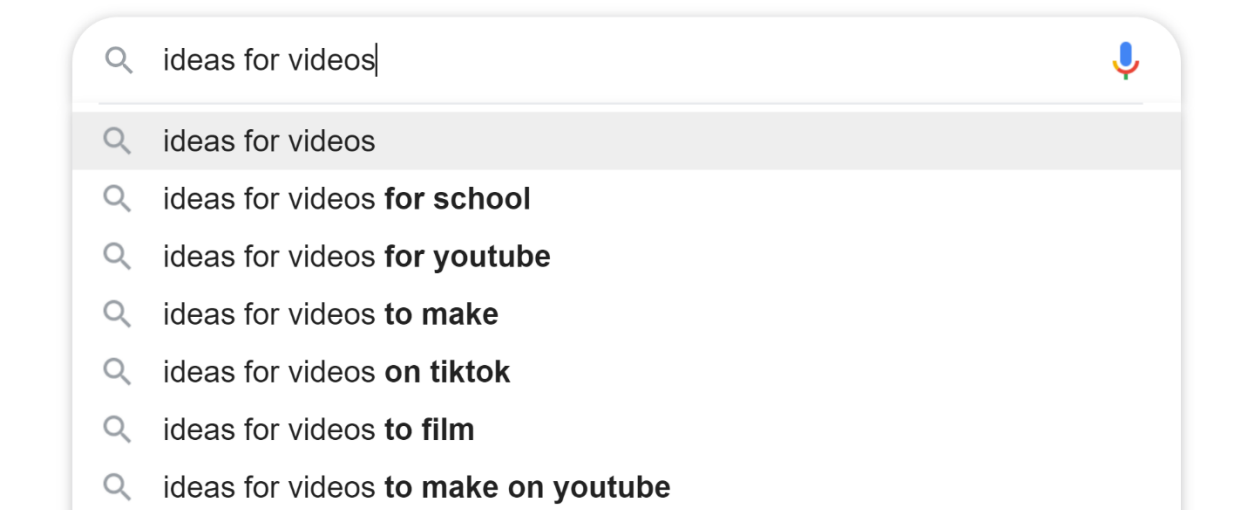 ideas for videos
ideas for videos
ideas for videos for school
ideas for videos for youtube
ideas for videos to make
ideas for videos on tiktok
ideas for videos to film
ideas for videos to make on youtube